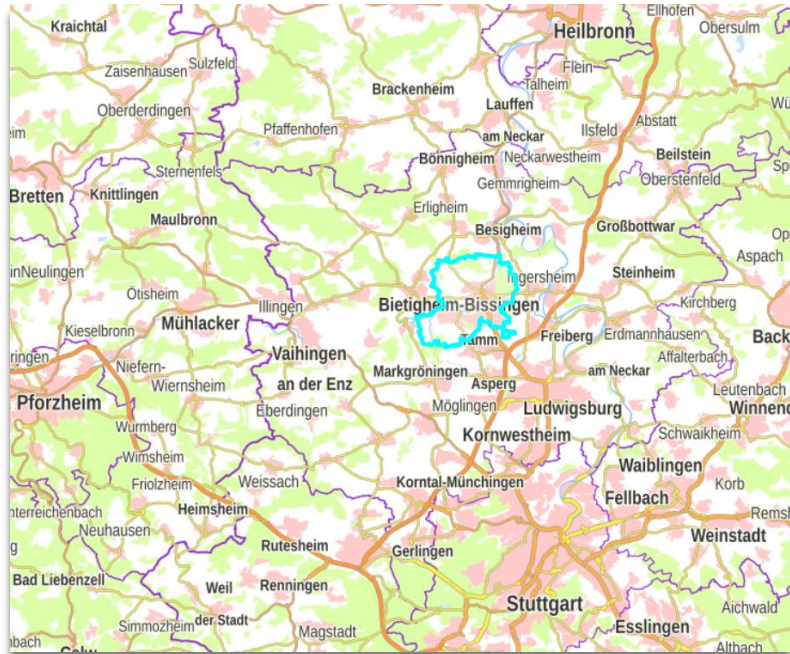 Kraichtal
Heilbronn
Ellhofen
Obersulm
Zaisenhausen
Sulzfeld
Flein
Talheim
Brackenheim
Lauffen
am Neckar
Oberderdingen
Pfaffenhofen
Ilsfeld
Abstatt
Sternenfels
Bönnigheim
Neckarwestheim
Beilstein
Bretten
Knittlingen
Gemmrigheim
Oberstenfeld
Maulbronn
Erligheim
Besigheim
Großbottwar
Aspach
Neulingen
Ingersheim
Steinheim
Ötisheim
Illingen
Bietigheim-Bissingen
Kirchberg
Kieselbronn
Mühlacker
Tamm
Freiberg
am Neckar
Erdmannhausen
Affalterbach
Back
Niefern-
Vaihingen
an der Enz
Markgröningen
Asperg
Leutenbach
Pforzheim
Wiernsheim
Eberdingen
Möglingen
Ludwigsburg
Winnend
Wurmberg
Kornwestheim
Schwaikheim
Wimsheim
Friolzheim
Weissach
Korntal-Münchingen
Waiblingen
Korb
Fellbach
Heimsheim
Neuhausen
Weinstadt
Rutesheim
Gerlingen
Bad Liebenzell
Weil
der Stadt
Renningen
Stuttgart
Aichwald
Simmozheim
Magstadt
Esslingen
Altbach